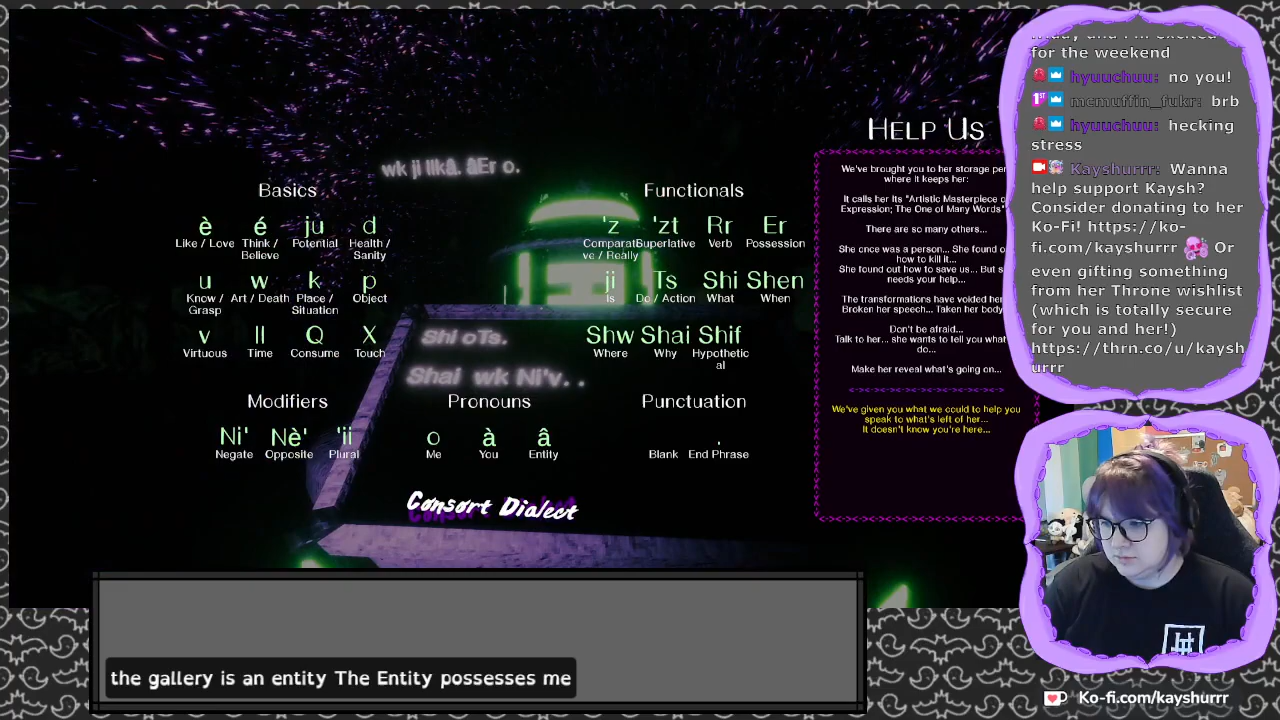 wk ji llkâ. âEr o.
Basics
è é ju d
Like / Love Think / Believe Potential Health / Sanity
u w k p
Know / Grasp Art / Death Place / Situation Object
v ll Q X
Virtuous Time Consume Touch
Functionals
'z 'zt Rr Er
Comparative / Really Superlative Verb Possession
ji Ts Shi Shen
Is Do / Action What When
Shw Shai Shif
Where Why Hypothetical
Shi oTs.
Shai wk Ni'v. .
Modifiers
Ni' Nè' 'ii
Negate Opposite Plural
Pronouns
o à â
Me You Entity
Punctuation
.
Blank End Phrase
Consort Dialect
HELP US
We've brought you to her storage pen
where it keeps her:
It calls her Its "Artistic Masterpiece o
Expression; The One of Many Words"
There are so many others...
She once was a person... She found o
how to kill it...
She found out how to save us... But s
needs your help...
The transformations have voided her
Broken her speech... Taken her body
Don't be afraid...
Talk to her... she wants to tell you what
do...
Make her reveal what's going on...
We've given you what we could to help you
speak to what's left of her...
It doesn't know you're here...
for the weekend
hyuuchuu: no you!
mcmuffin_fukr: brb
hyuuchuu: hecking
stress
Kayshurrr: Wanna
help support Kaysh?
Consider donating to her
Ko-Fi! https://ko-
fi.com/kayshurrr Or
even gifting something
from her Throne wishlist
(which is totally secure
for you and her!)
https://thrn.co/u/kaysh
urrr
the gallery is an entity The Entity possesses me
Ko-fi.com/kayshurrr